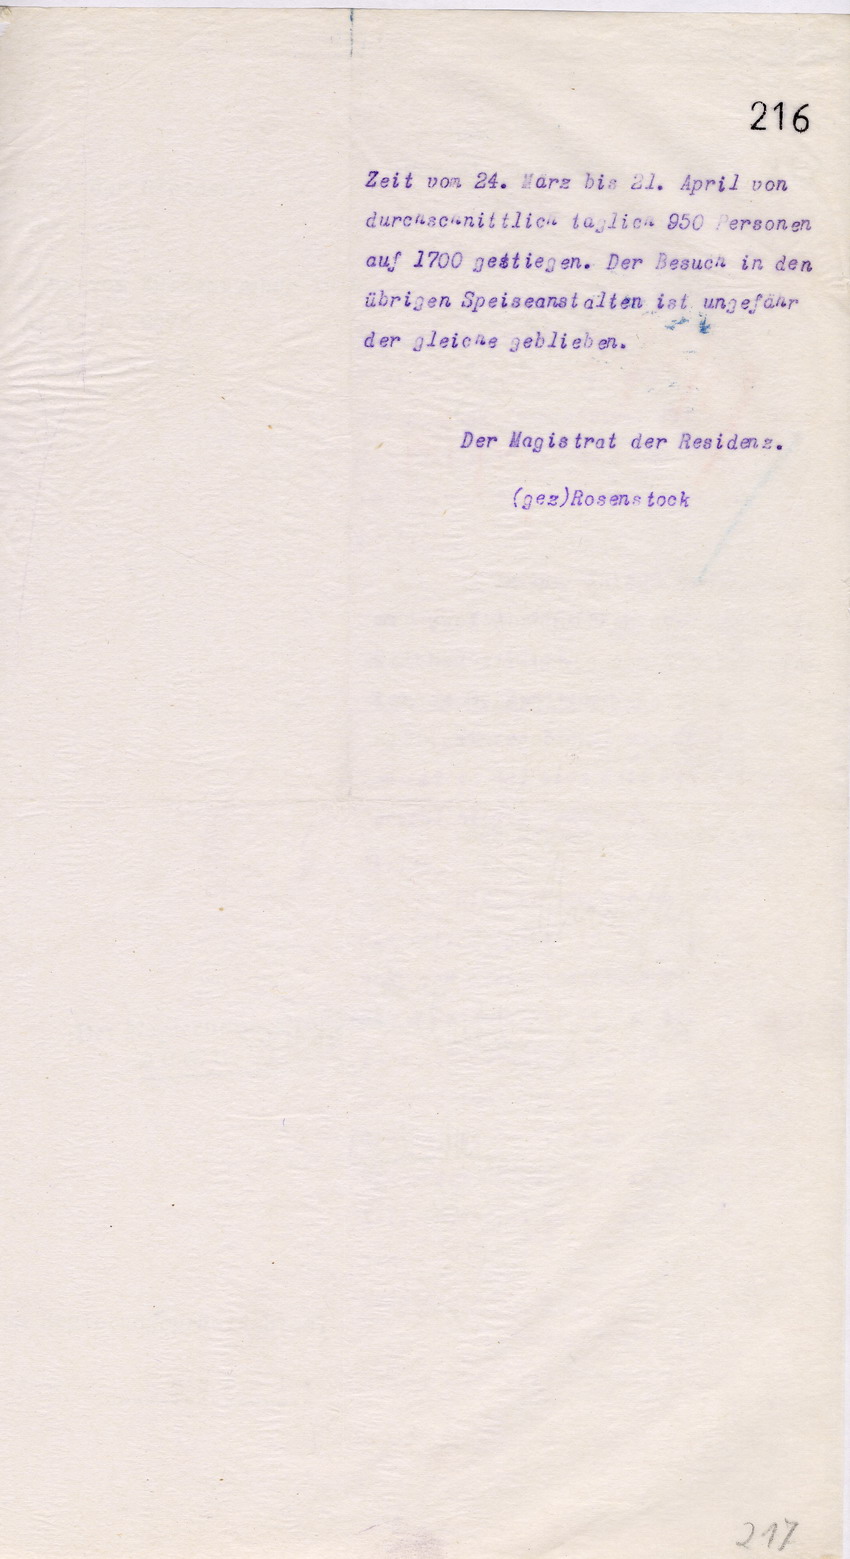 216
Zeit vom 24. März bis 21. April von
durchschnittlich täglich 950 Personen
auf 1700 gestiegen. Der Besuch in den
übrigen Speiseanstalten ist ungefähr
der gleiche geblieben.
Der Magistrat der Residenz.
(gez)Rosenstock
217